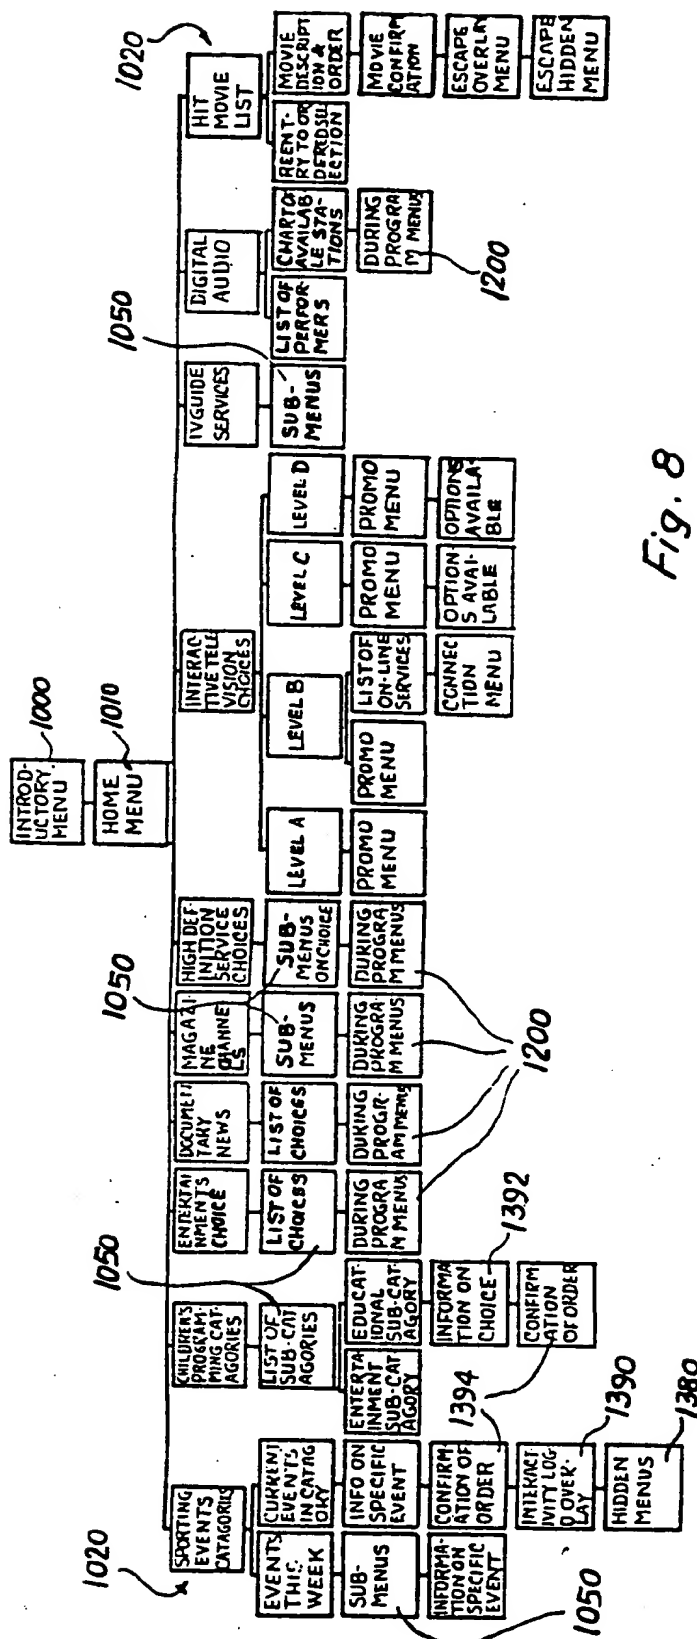 INTROD-
UCTORY.
MENU
1000
HOME
MENU
1010
1020
SPORTING
EVENTS
CATAGORIES
CHILDREN'S
PROGRAM-
MING CAT-
AGORIES
ENTERTAI
NMENTS
CHOICE
DOCUMEN
TARY
NEWS
MAGAZI-
NE
CHANNE-
LS
HIGH DEF-
INITION
SERVICE
CHOICES
INTERAC-
TIVE TELE
VISION
CHOICES
IVGUIDE
SERVICES
DIGITAL
AUDIO
HIT
MOVIE
LIST
1020
1050
1050
1050
EVENTS
THIS
WEEK
CURRENT
EVENTS
IN CATAG
ORY
LIST OF
SUB-CAT
AGORIES
LIST OF
CHOICES
LIST OF
CHOICES
SUB-
MENUS
SUB-
MENUS
ONCHOICE
LEVEL A
LEVEL B
LEVEL C
LEVEL D
SUB-
MENUS
LIST OF
PERFOR-
MERS
CHART OF
AVAILAB
LE STA-
TIONS
REENT-
RY TO OR
DEREDSEL
ECTION
MOVIE
DESCRIPT
ION &
ORDER
SUB-
MENUS
INFO ON
SPECIFIC
EVENT
ENTERTA
INMENT
SUB-CAT
AGORY
EDUCAT-
IONAL
SUB-CAT-
AGORY
DURING
PROGRA
M MENUS
DURING
PROGR-
AM MENUS
DURING
PROGRA-
M MENUS
DURING
PROGRA
M MENUS
PROMO
MENU
PROMO
MENU
LIST OF
ON-LINE
SERVICES
PROMO
MENU
PROMO
MENU
DURING
PROGRA
M MENUS
MOVIE
CONFIRM
ATION
INFORMA-
TION ON
SPECIFIC
EVENT
CONFIRM-
ATION OF
ORDER
INFORMA
TION ON
CHOICE
CONNEC
TION
MENU
OPTION-
S AVAI-
LABLE
OPTIONS
AVAILA-
BLE
ESCAPE
OVERLAY
MENU
1050
1394
1392
1200
1200
INTERACT-
IVITY LOG
O OVER-
LAY
CONFIRM
ATION
OF ORDER
ESCAPE
HIDDEN
MENU
1390
HIDDEN
MENUS
1380
Fig. 8